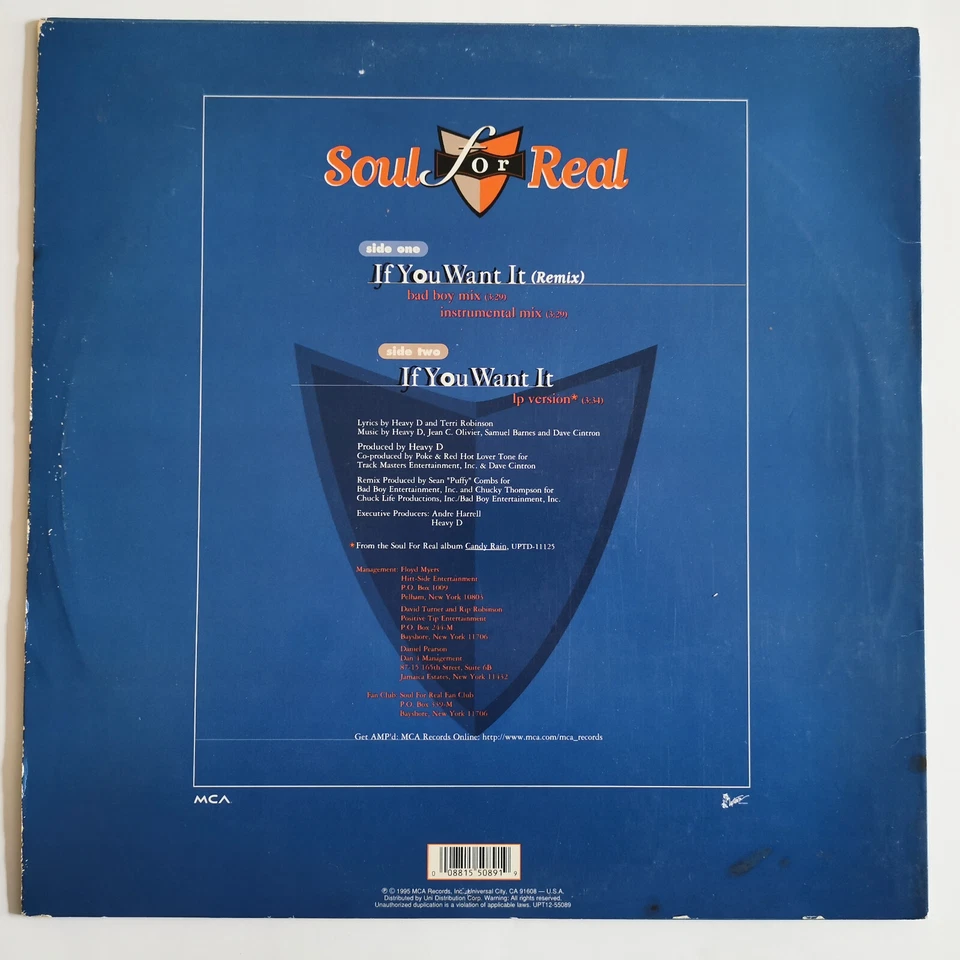 Soul for Real
side one
If You Want It (Remix)
bad boy mix (3:29)
instrumental mix (3:29)
side two
If You Want It
lp version* (3:34)
Lyrics by Heavy D and Terri Robinson
Music by Heavy D, Jean C. Olivier, Samuel Barnes and Dave Cintron
Produced by Heavy D
Co-produced by Poke & Red Hot Lover Tone for
Track Masters Entertainment, Inc. & Dave Cintron
Remix Produced by Sean "Puffy" Combs for
Bad Boy Entertainment, Inc. and Chucky Thompson for
Chuck Life Productions, Inc./Bad Boy Entertainment, Inc.
Executive Producers: Andre Harrell
Heavy D
*From the Soul For Real album Candy Rain, UPTD-11125
Management: Floyd Myers
Hitt-Side Entertainment
P.O. Box 1009
Pelham, New York 10803
David Turner and Rip Robinson
Positive Tip Entertainment
P.O. Box 244-M
Bayshore, New York 11706
Daniel Pearson
Dan Management
87-15 165th Street, Suite 6B
Jamaica Estates, New York 11432
Fan Club: Soul For Real Fan Club
P.O. Box 339-M
Bayshore, New York 11706
Get AMP'd: MCA Records Online: http://www.mca.com/mca_records
MCA
0 08815 50891 9
℗ © 1995 MCA Records, Inc., Universal City, CA 91608 — U.S.A.
Distributed by Uni Distribution Corp. Warning: All rights reserved.
Unauthorized duplication is a violation of applicable laws. UPT12-55089